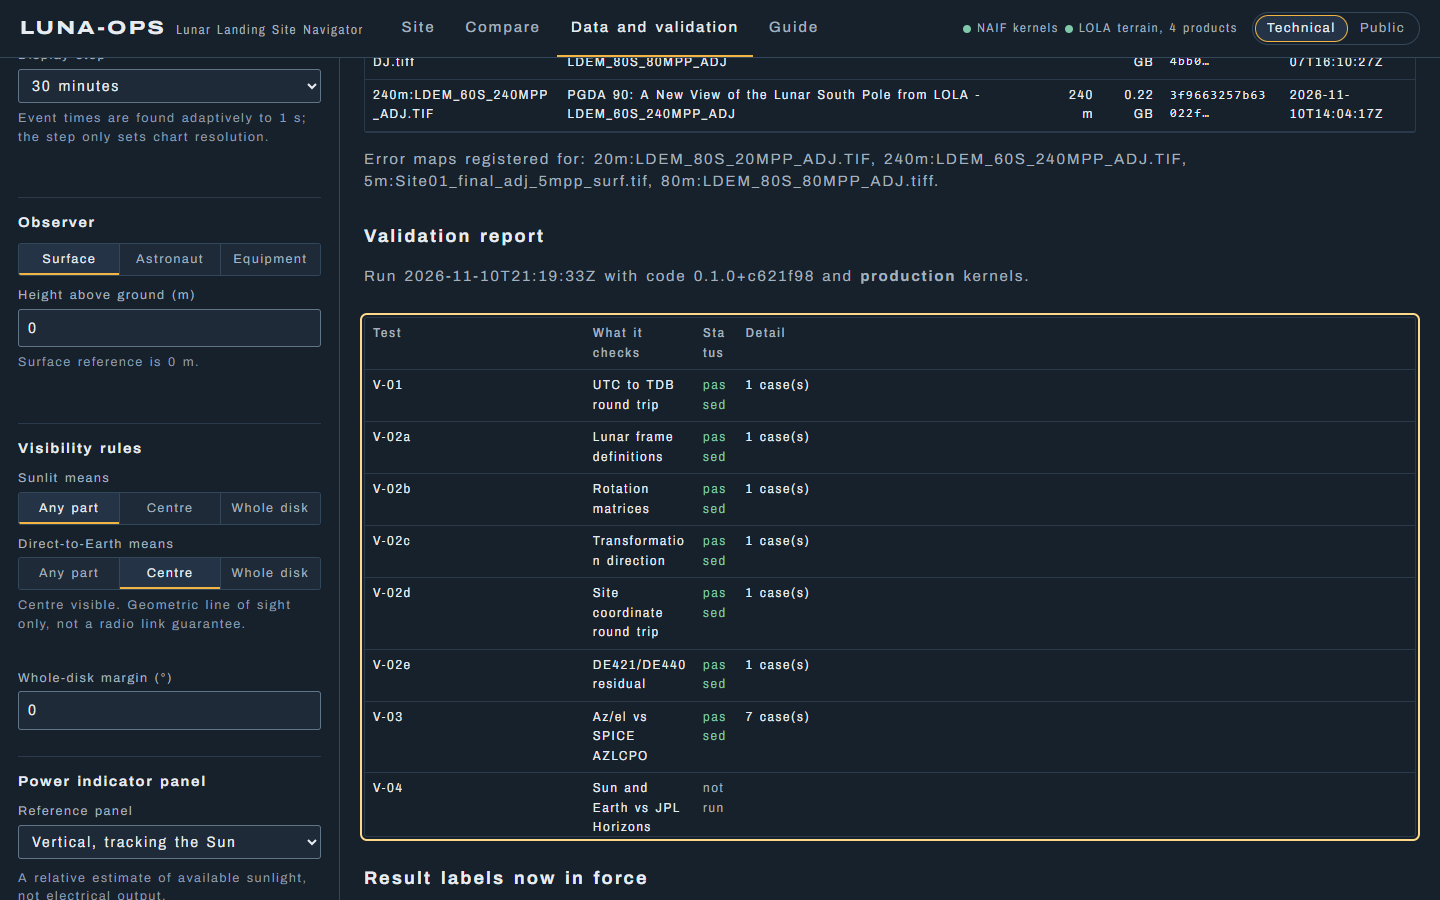 LUNA-OPS Lunar Landing Site Navigator Site Compare Data and validation Guide NAIF kernels LOLA terrain, 4 products Technical Public
Display step
30 minutes
Event times are found adaptively to 1 s;
the step only sets chart resolution.
Observer
Surface Astronaut Equipment
Height above ground (m)
0
Surface reference is 0 m.
Visibility rules
Sunlit means
Any part Centre Whole disk
Direct-to-Earth means
Any part Centre Whole disk
Centre visible. Geometric line of sight
only, not a radio link guarantee.
Whole-disk margin (°)
0
Power indicator panel
Reference panel
Vertical, tracking the Sun
A relative estimate of available sunlight,
not electrical output.
DJ.tiff LDEM_80S_80MPP_ADJ GB 4bb0… 07T16:10:27Z
240m:LDEM_60S_240MPP PGDA 90: A New View of the Lunar South Pole from LOLA - 240 0.22 3f9663257b63 2026-11-
_ADJ.TIF LDEM_60S_240MPP_ADJ m GB 022f… 10T14:04:17Z
Error maps registered for: 20m:LDEM_80S_20MPP_ADJ.TIF, 240m:LDEM_60S_240MPP_ADJ.TIF,
5m:Site01_final_adj_5mpp_surf.tif, 80m:LDEM_80S_80MPP_ADJ.tiff.
Validation report
Run 2026-11-10T21:19:33Z with code 0.1.0+c621f98 and production kernels.
Test What it Sta Detail
checks tus
V-01 UTC to TDB pas 1 case(s)
round trip sed
V-02a Lunar frame pas 1 case(s)
definitions sed
V-02b Rotation pas 1 case(s)
matrices sed
V-02c Transformatio pas 1 case(s)
n direction sed
V-02d Site pas 1 case(s)
coordinate sed
round trip
V-02e DE421/DE440 pas 1 case(s)
residual sed
V-03 Az/el vs pas 7 case(s)
SPICE sed
AZLCPO
V-04 Sun and not
Earth vs JPL run
Horizons
Result labels now in force